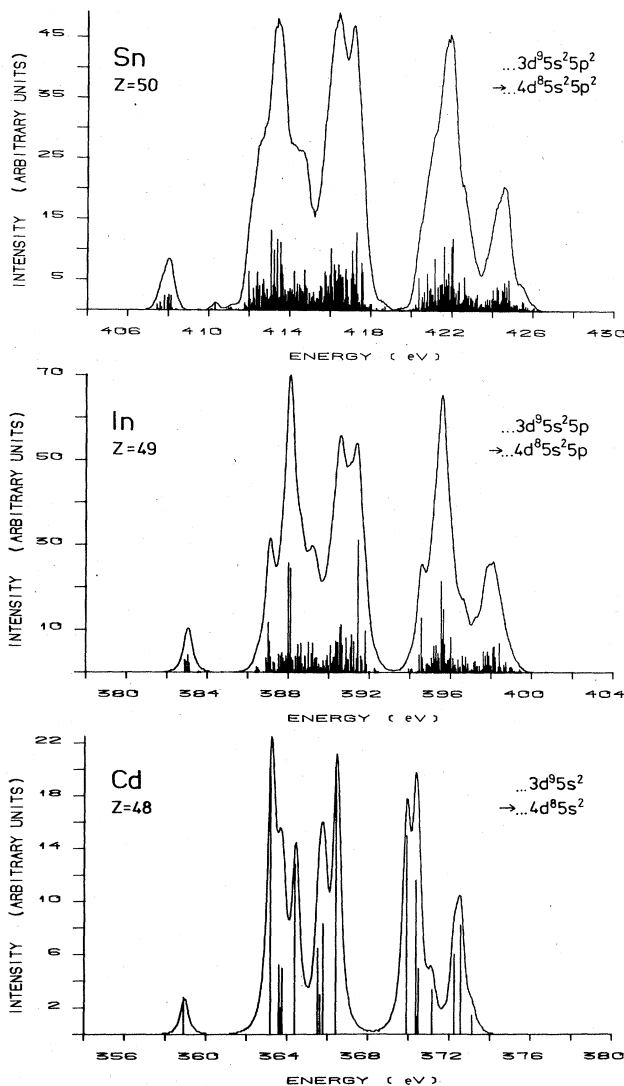 Sn
Z=50
...3d⁹5s²5p²
→...4d⁸5s²5p²
INTENSITY (ARBITRARY UNITS)
45
35
25
15
5
406 410 414 418 422 426 430
ENERGY ( eV)
In
Z=49
...3d⁹5s²5p
→...4d⁸5s²5p
INTENSITY (ARBITRARY UNITS)
70
50
30
10
380 384 388 392 396 400 404
ENERGY ( eV)
Cd
Z=48
...3d⁹5s²
→...4d⁸5s²
INTENSITY (ARBITRARY UNITS)
22
18
14
10
6
2
356 360 364 368 372 376 380
ENERGY ( eV)